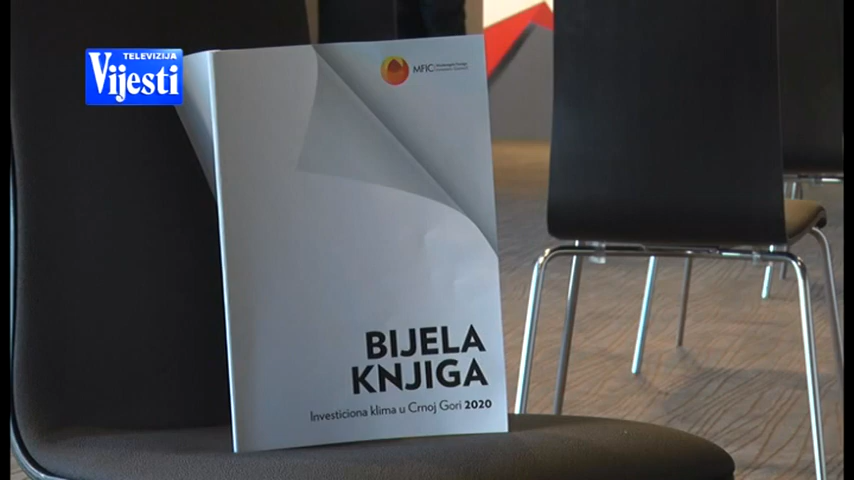 TELEVIZIJA
Vijesti
MFIC
BIJELA
KNJIGA
Investiciona klima u Crnoj Gori 2020